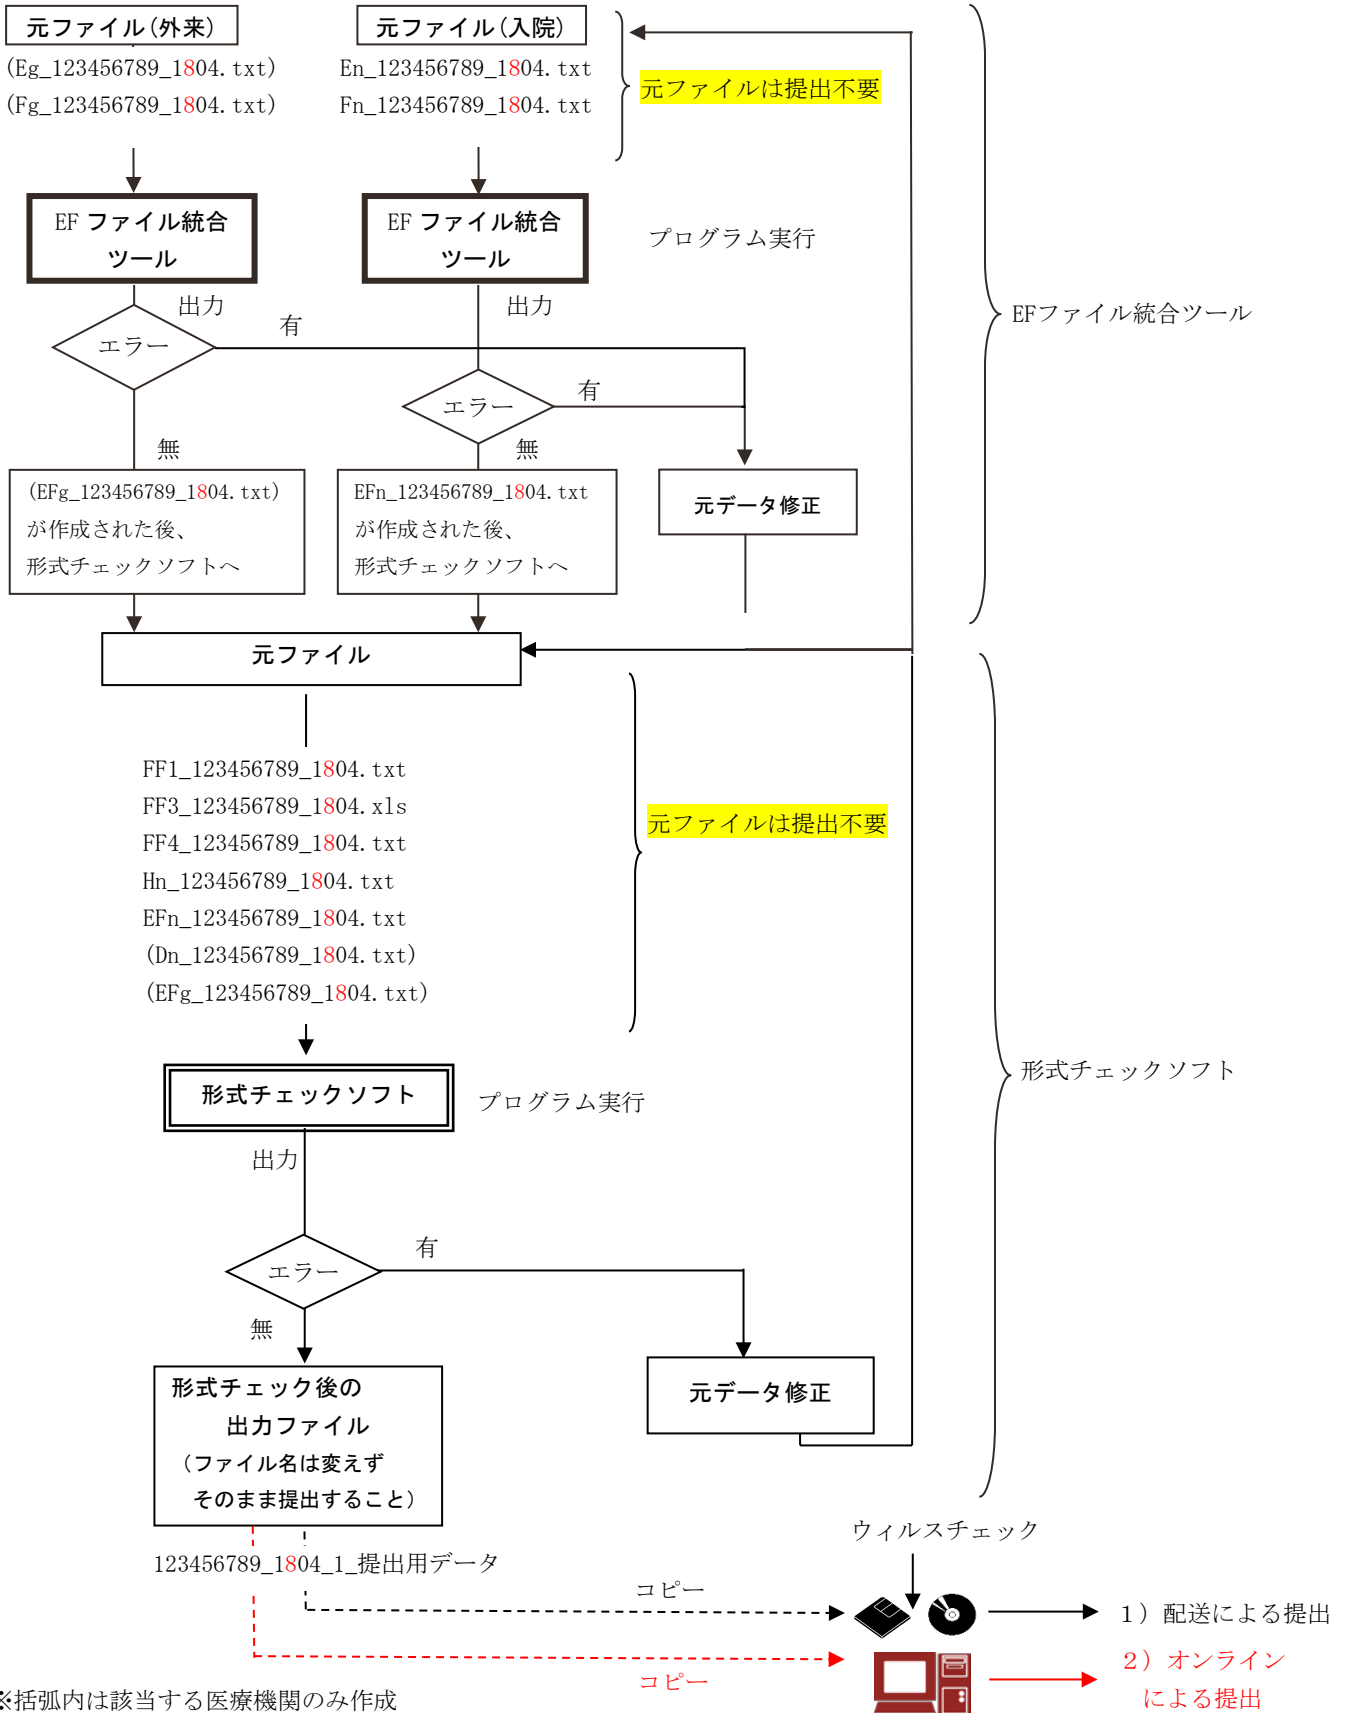 元ファイル(外来)
元ファイル(入院)
(Eg_123456789_1804.txt)
(Fg_123456789_1804.txt)
En_123456789_1804.txt
Fn_123456789_1804.txt
元ファイルは提出不要
EF ファイル統合
ツール
EF ファイル統合
ツール
プログラム実行
出力
出力
エラー
有
エラー
有
EFファイル統合ツール
無
無
(EFg_123456789_1804.txt)
が作成された後、
形式チェックソフトへ
EFn_123456789_1804.txt
が作成された後、
形式チェックソフトへ
元データ修正
元ファイル
FF1_123456789_1804.txt
FF3_123456789_1804.xls
FF4_123456789_1804.txt
Hn_123456789_1804.txt
EFn_123456789_1804.txt
(Dn_123456789_1804.txt)
(EFg_123456789_1804.txt)
元ファイルは提出不要
形式チェックソフト
プログラム実行
形式チェックソフト
出力
エラー
有
無
形式チェック後の
出力ファイル
(ファイル名は変えず
そのまま提出すること)
元データ修正
123456789_1804_1_提出用データ
ウィルスチェック
コピー
1）配送による提出
コピー
2）オンライン
による提出
※括弧内は該当する医療機関のみ作成